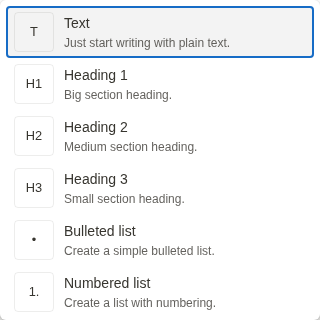 T
Text
Just start writing with plain text.
H1
Heading 1
Big section heading.
H2
Heading 2
Medium section heading.
H3
Heading 3
Small section heading.
•
Bulleted list
Create a simple bulleted list.
1.
Numbered list
Create a list with numbering.